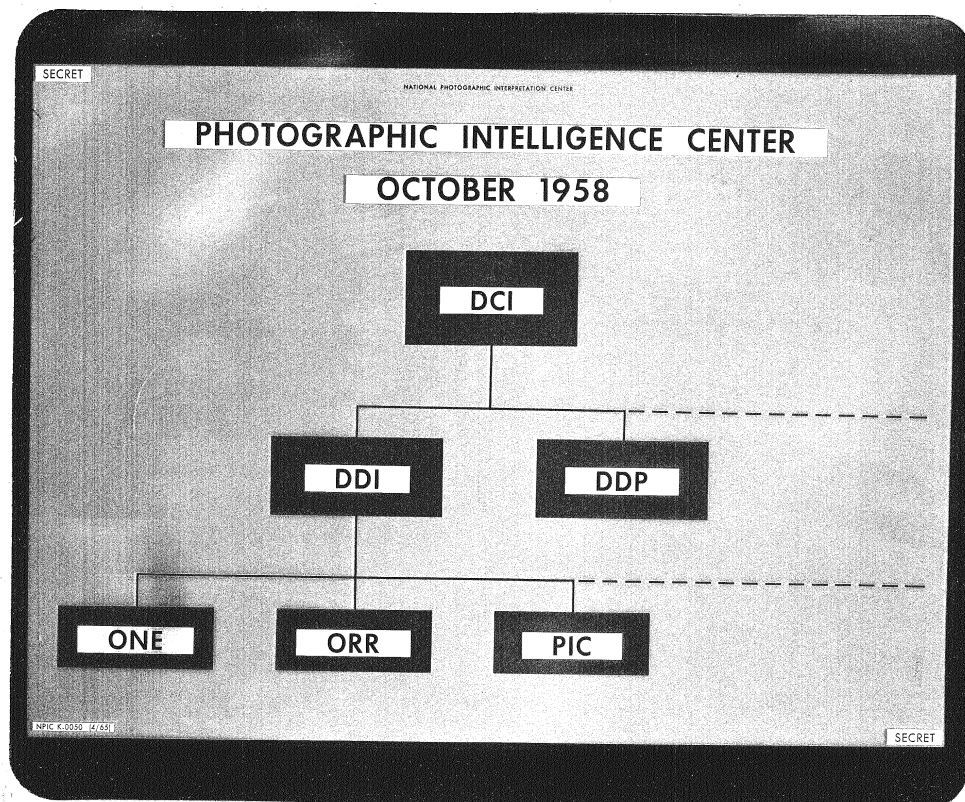 SECRET
NATIONAL PHOTOGRAPHIC INTERPRETATION CENTER
PHOTOGRAPHIC INTELLIGENCE CENTER
OCTOBER 1958
DCI
DDI DDP
ONE ORR PIC
NPIC K-0050 (4/65)
SECRET